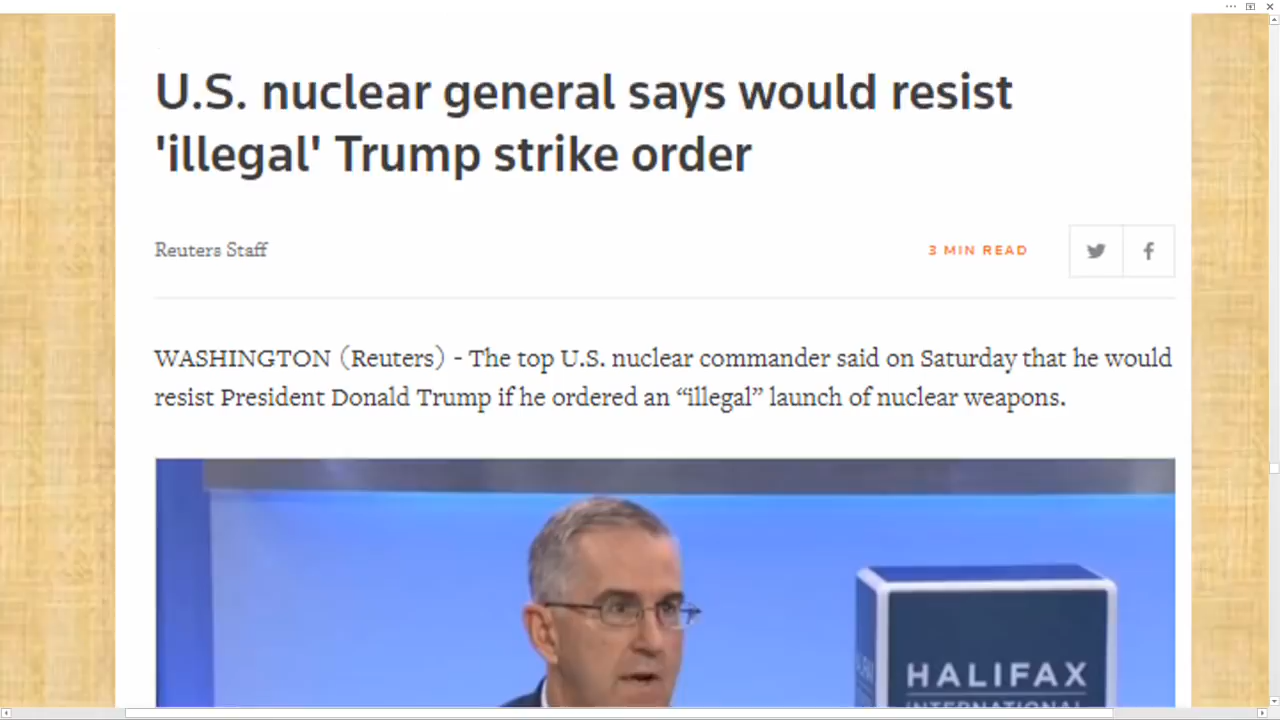 U.S. nuclear general says would resist
'illegal' Trump strike order
Reuters Staff
3 MIN READ
WASHINGTON (Reuters) - The top U.S. nuclear commander said on Saturday that he would
resist President Donald Trump if he ordered an “illegal” launch of nuclear weapons.
HALIFAX
INTERNATIONAL